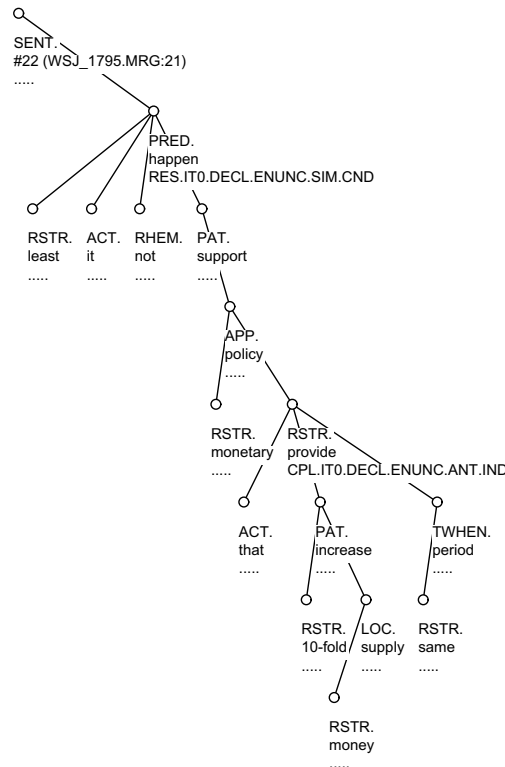 SENT.
#22 (WSJ_1795.MRG:21)
.....
PRED.
happen
RES.IT0.DECL.ENUNC.SIM.CND
RSTR. ACT. RHEM. PAT.
least it not support
..... ..... ..... .....
APP.
policy
.....
RSTR. RSTR.
monetary provide
..... CPL.IT0.DECL.ENUNC.ANT.IND
ACT. PAT. TWHEN.
that increase period
..... ..... .....
RSTR. LOC. RSTR.
10-fold supply same
..... ..... .....
RSTR.
money
.....